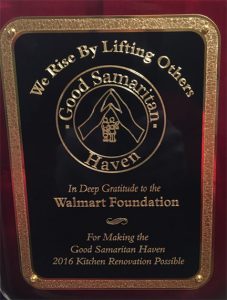 We Rise By Lifting Others
Good Samaritan
Haven
In Deep Gratitude to the
Walmart Foundation
For Making the
Good Samaritan Haven
2016 Kitchen Renovation Possible